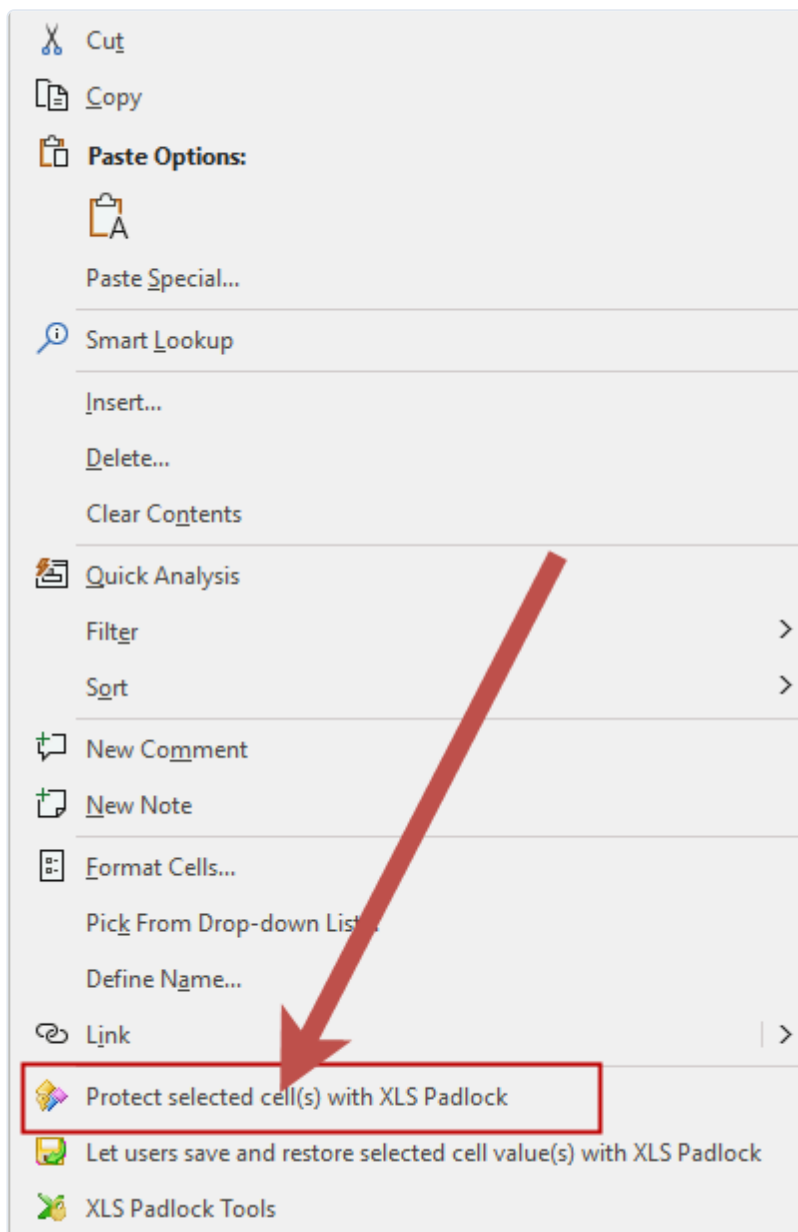 Cut
Copy
Paste Options:
A
Paste Special...
Smart Lookup
Insert...
Delete...
Clear Contents
Quick Analysis
Filter
Sort
New Comment
New Note
Format Cells...
Pick From Drop-down List
Define Name...
Link
Protect selected cell(s) with XLS Padlock
Let users save and restore selected cell value(s) with XLS Padlock
XLS Padlock Tools